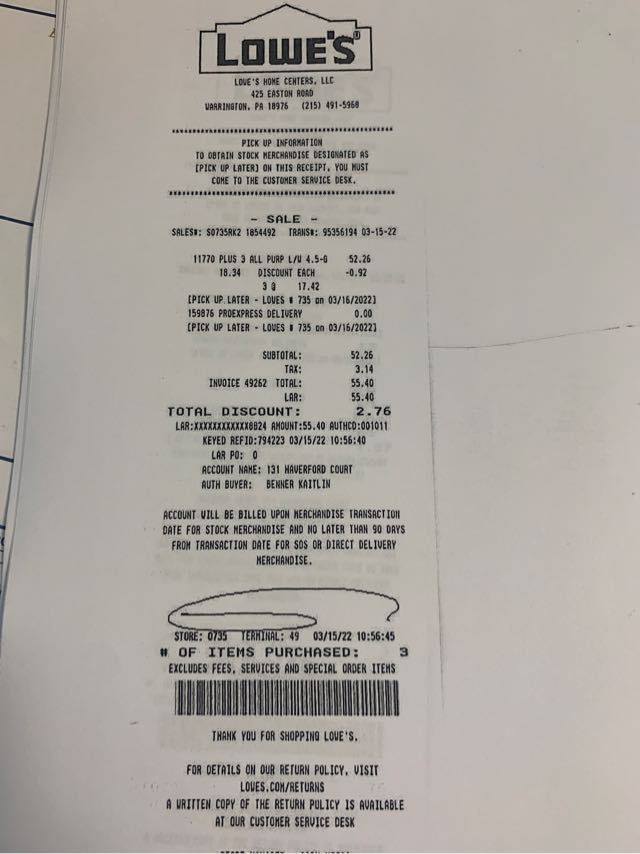 LOWE'S
LOWE'S HOME CENTERS, LLC
425 EASTON ROAD
WARRINGTON, PA 18976 (215) 491-5960
PICK UP INFORMATION
TO OBTAIN STOCK MERCHANDISE DESIGNATED AS
[PICK UP LATER] ON THIS RECEIPT, YOU MUST
COME TO THE CUSTOMER SERVICE DESK.
- SALE -
SALES#: S0735RK2 1854492 TRANS#: 95356194 03-15-22
11770 PLUS 3 ALL PURP L/W 4.5-G 52.26
18.34 DISCOUNT EACH -0.92
3 @ 17.42
[PICK UP LATER - LOWES # 735 on 03/16/2022]
159876 PROEXPRESS DELIVERY 0.00
[PICK UP LATER - LOWES # 735 on 03/16/2022]
SUBTOTAL: 52.26
TAX: 3.14
INVOICE 49262 TOTAL: 55.40
LAR: 55.40
TOTAL DISCOUNT: 2.76
LAR:XXXXXXXXXXXX8824 AMOUNT:55.40 AUTHCD:001011
KEYED REFID:794223 03/15/22 10:56:40
LAR PO: 0
ACCOUNT NAME: 131 HAVERFORD COURT
AUTH BUYER: BENNER KAITLIN
ACCOUNT WILL BE BILLED UPON MERCHANDISE TRANSACTION
DATE FOR STOCK MERCHANDISE AND NO LATER THAN 90 DAYS
FROM TRANSACTION DATE FOR SOS OR DIRECT DELIVERY
MERCHANDISE.
STORE: 0735 TERMINAL: 49 03/15/22 10:56:45
# OF ITEMS PURCHASED: 3
EXCLUDES FEES, SERVICES AND SPECIAL ORDER ITEMS
THANK YOU FOR SHOPPING LOWE'S.
FOR DETAILS ON OUR RETURN POLICY, VISIT
LOWES.COM/RETURNS
A WRITTEN COPY OF THE RETURN POLICY IS AVAILABLE
AT OUR CUSTOMER SERVICE DESK